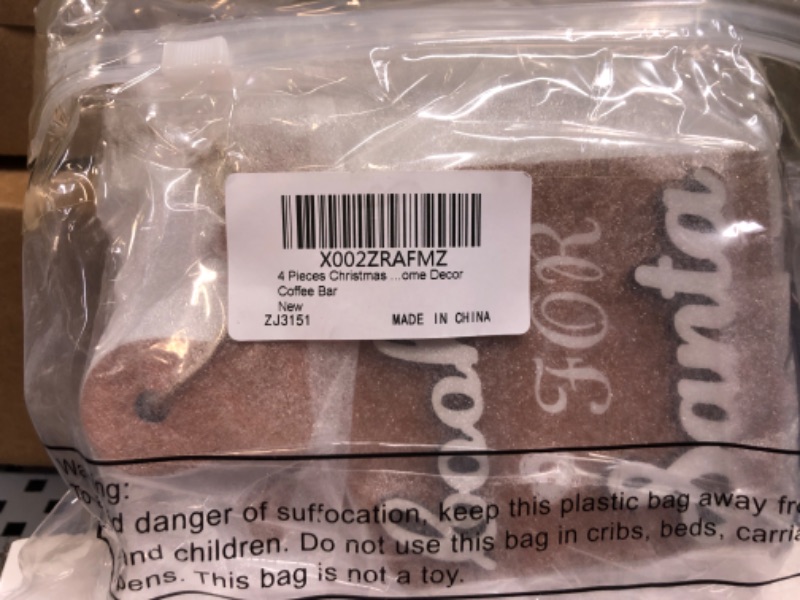 X002ZRAFMZ
4 Pieces Christmas ...ome Decor
Coffee Bar
New
ZJ3151 MADE IN CHINA
FOR
Santa
ng:
To
d danger of suffocation, keep this plastic bag away
and children. Do not use this bag in cribs, beds,
pens. This bag is not a toy.